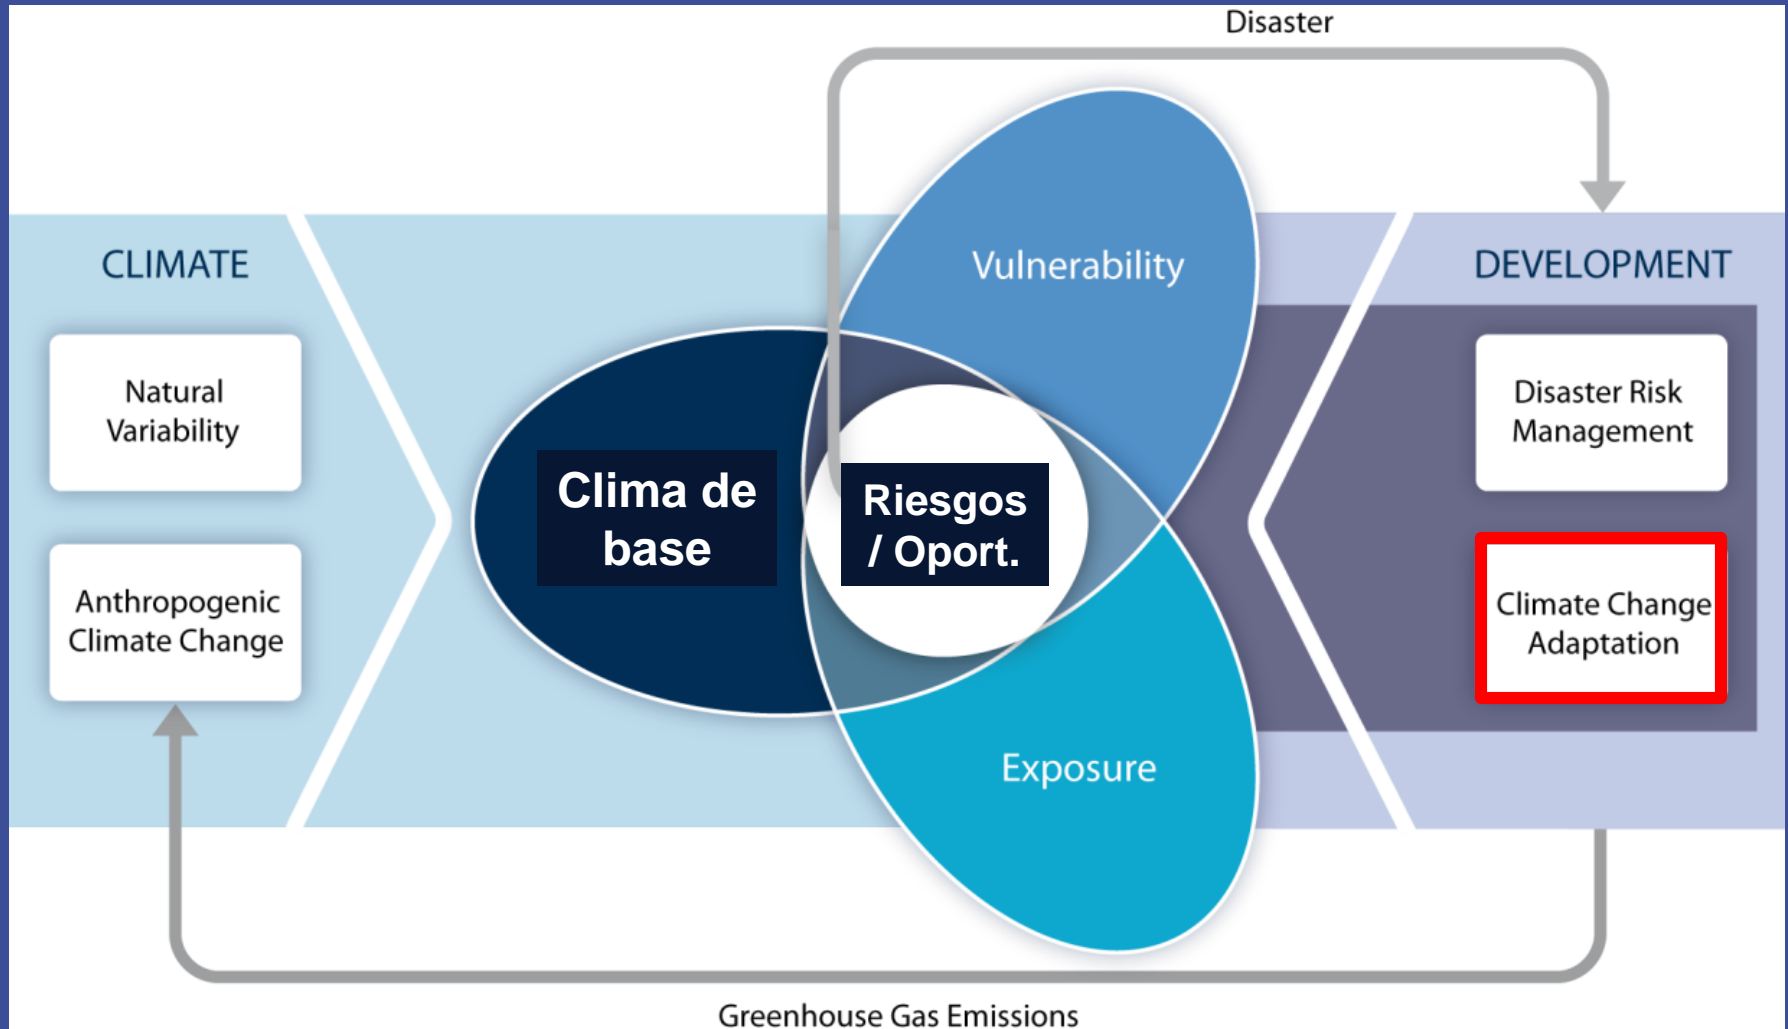 Disaster
CLIMATE
Natural
Variability
Anthropogenic
Climate Change
Vulnerability
Clima de
base
Riesgos
/ Oport.
Exposure
DEVELOPMENT
Disaster Risk
Management
Climate Change
Adaptation
Greenhouse Gas Emissions